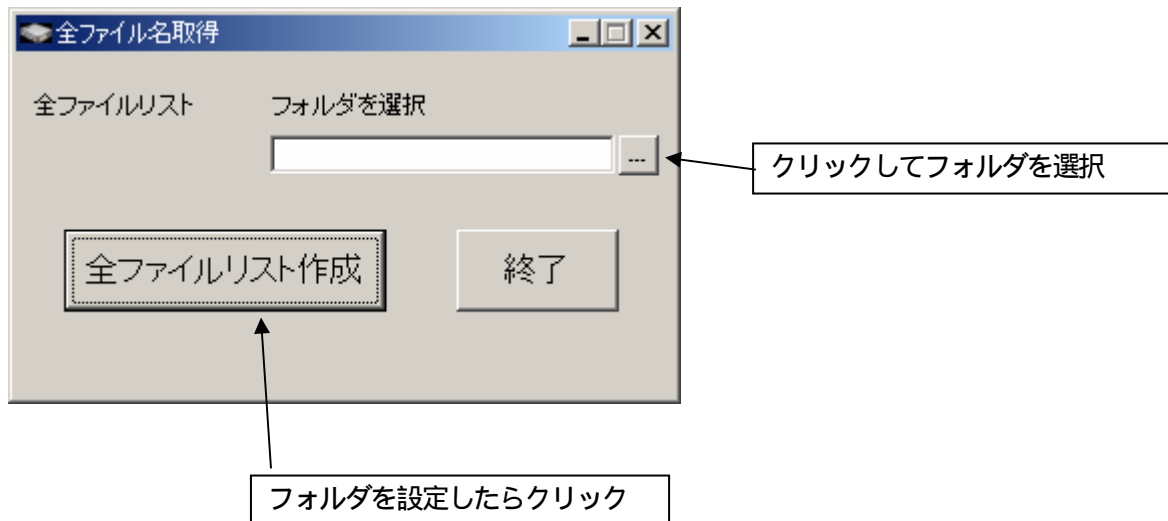 全ファイル名取得
全ファイルリスト
フォルダを選択
...
クリックしてフォルダを選択
全ファイルリスト作成
終了
フォルダを設定したらクリック